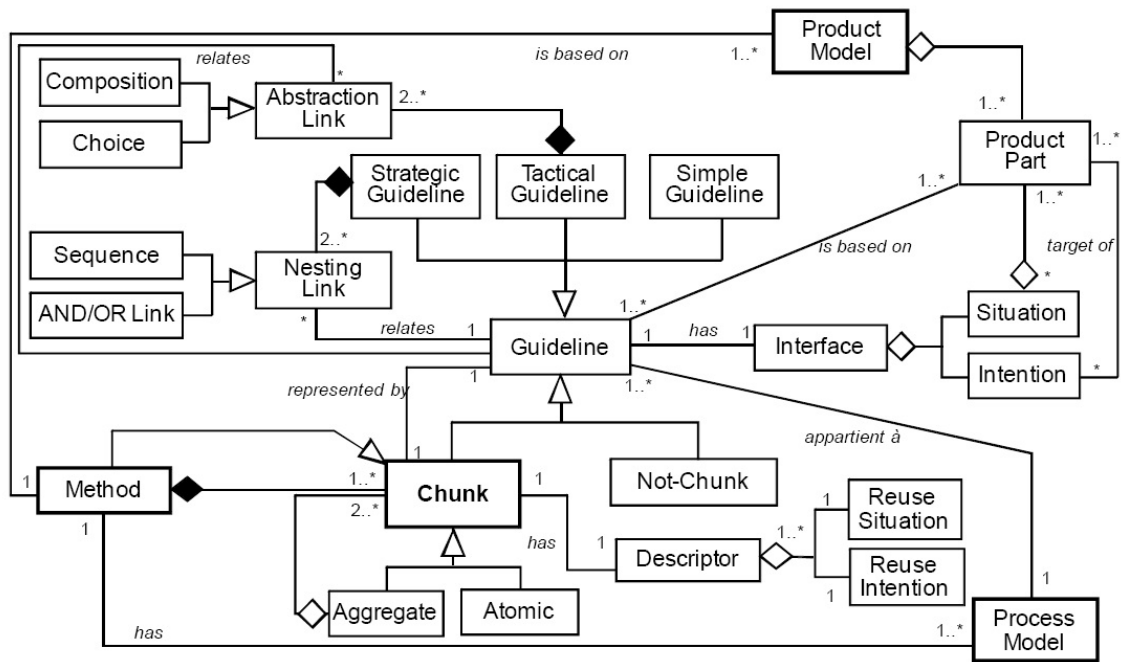 Product
Model
1..*
is based on
relates
*
Composition
Choice
Abstraction
Link
2..*
1..*
Product
Part
1..*
1..*
1..*
Strategic
Guideline
Tactical
Guideline
Simple
Guideline
2..*
is based on
target of
Sequence
AND/OR Link
Nesting
Link
*
relates
1
1..*
Guideline
1
has
1
Interface
*
Situation
Intention
*
represented by
1
1..*
appartient à
1
Method
1
1
1..*
2..*
Chunk
1
Not-Chunk
has
1
Descriptor
1..*
1
Reuse
Situation
Reuse
Intention
1
Aggregate
Atomic
1
Process
Model
has
1..*